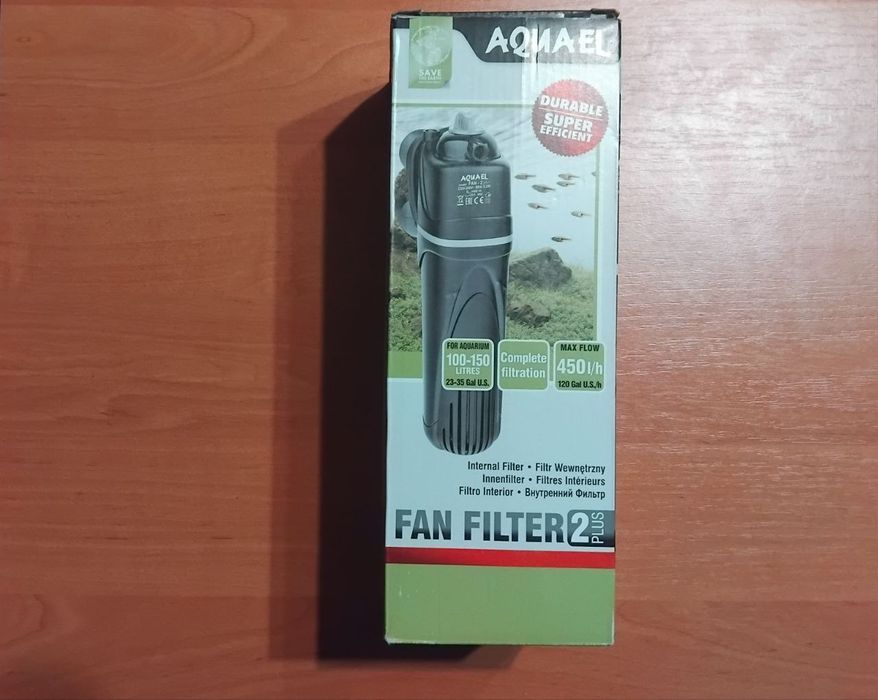 AQUAEL
SAVE
THE EARTH
DURABLE
SUPER
EFFICIENT
AQUAEL
FOR AQUARIUM
100-150
LITRES
23-35 Gal U.S.
Complete
filtration
MAX FLOW
450 l/h
120 Gal U.S./h
Internal Filter • Filtr Wewnętrzny
Innenfilter • Filtres Intérieurs
Filtro Interior • Внутренний Фильтр
FAN FILTER 2 PLUS